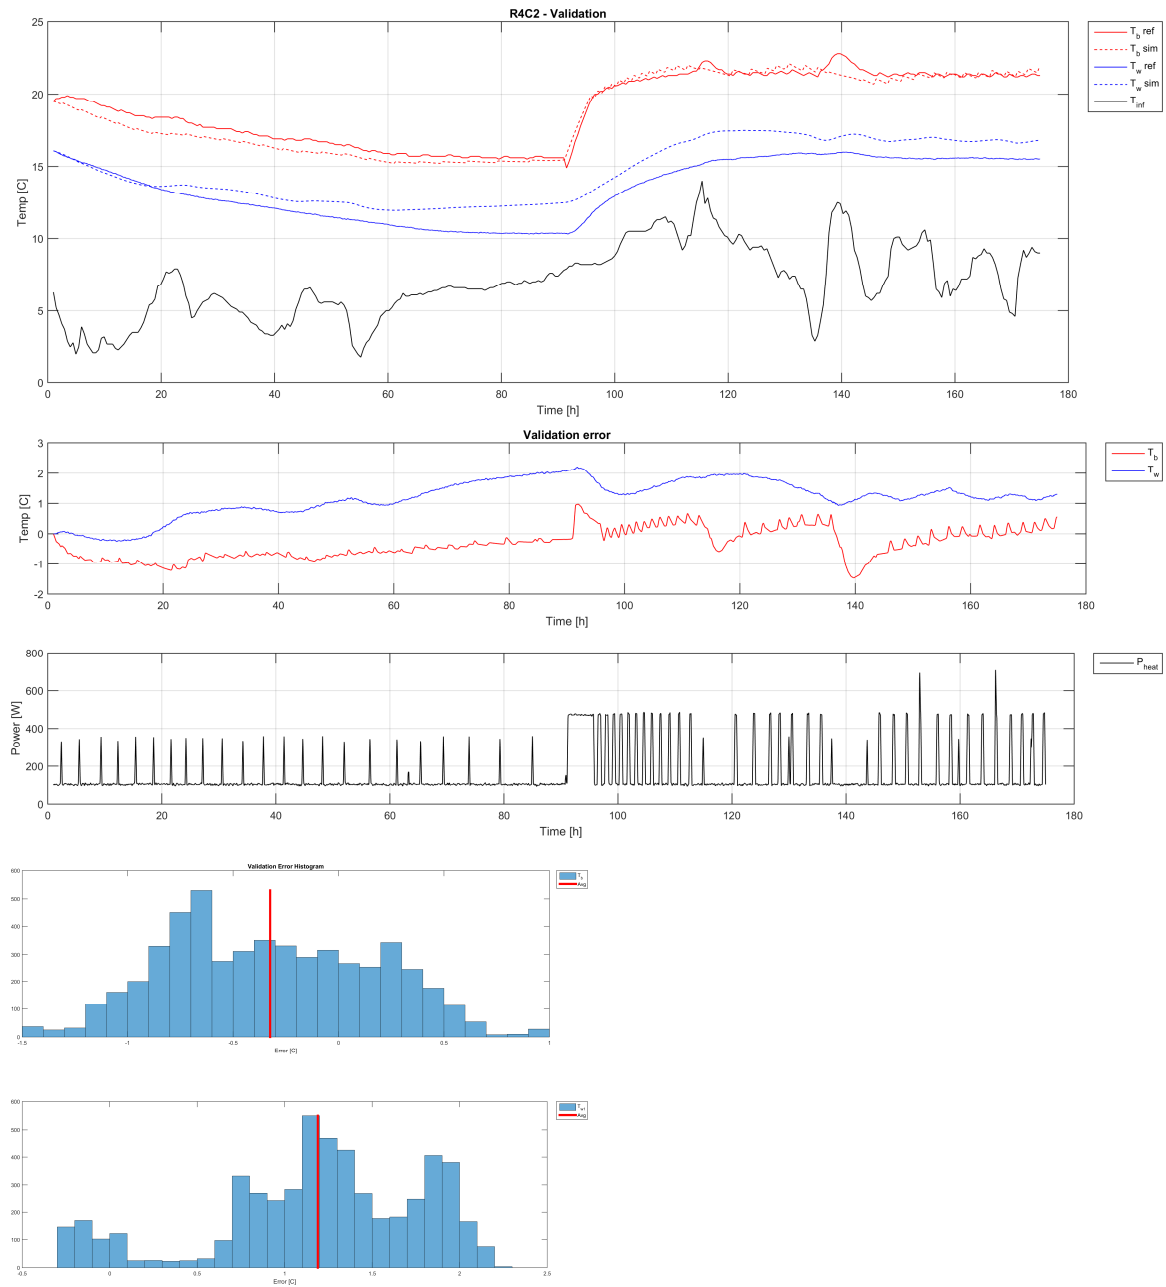 R4C2 - Validation
25
20
15
10
5
0
Temp [C]
0 20 40 60 80 100 120 140 160 180
Time [h]
T_b ref
T_b sim
T_w ref
T_w sim
T_inf
Validation error
3
2
1
0
-1
-2
Temp [C]
0 20 40 60 80 100 120 140 160 180
Time [h]
T_b
T_w
800
600
400
200
0
Power [W]
0 20 40 60 80 100 120 140 160 180
Time [h]
P_heat
Validation Error Histogram
600
500
400
300
200
100
0
-1.5 -1 -0.5 0 0.5 1
Error [C]
Avg
600
500
400
300
200
100
0
-0.5 0 0.5 1 1.5 2 2.5
Error [C]
Avg